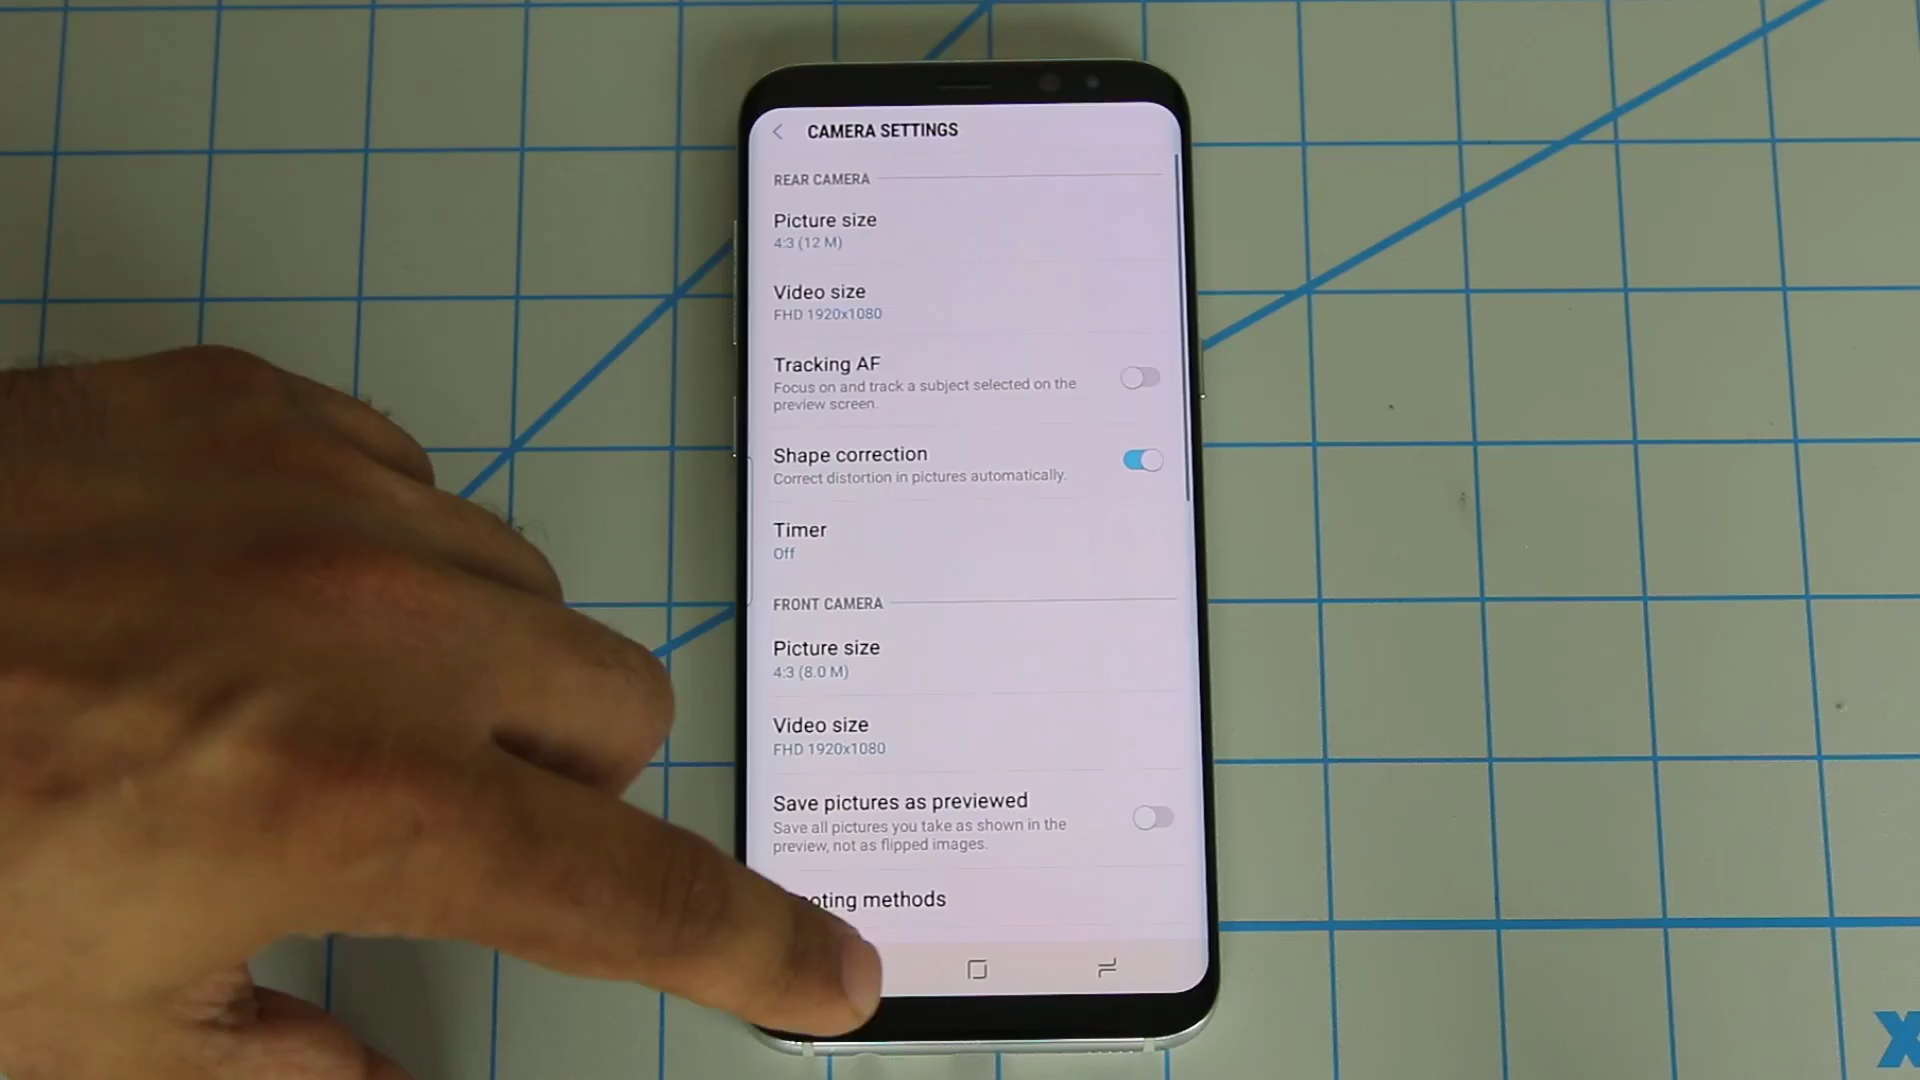 CAMERA SETTINGS
REAR CAMERA
Picture size
4:3 (12 M)
Video size
FHD 1920x1080
Tracking AF
Focus on and track a subject selected on the
preview screen.
Shape correction
Correct distortion in pictures automatically.
Timer
Off
FRONT CAMERA
Picture size
4:3 (8.0 M)
Video size
FHD 1920x1080
Save pictures as previewed
Save all pictures you take as shown in the
preview, not as flipped images.
methods
X